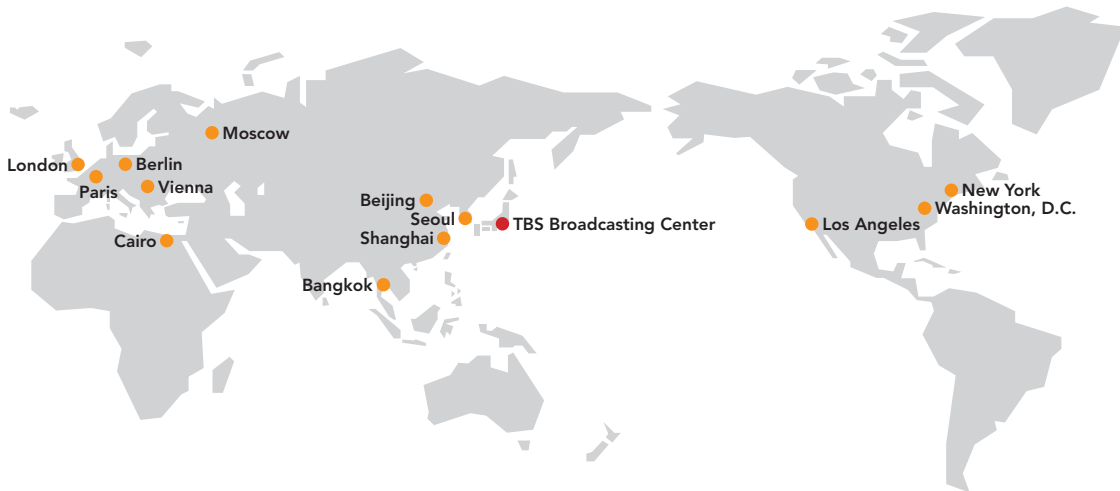 Moscow
London
Berlin
Paris
Vienna
Cairo
Beijing
Seoul
TBS Broadcasting Center
Shanghai
Bangkok
New York
Washington, D.C.
Los Angeles